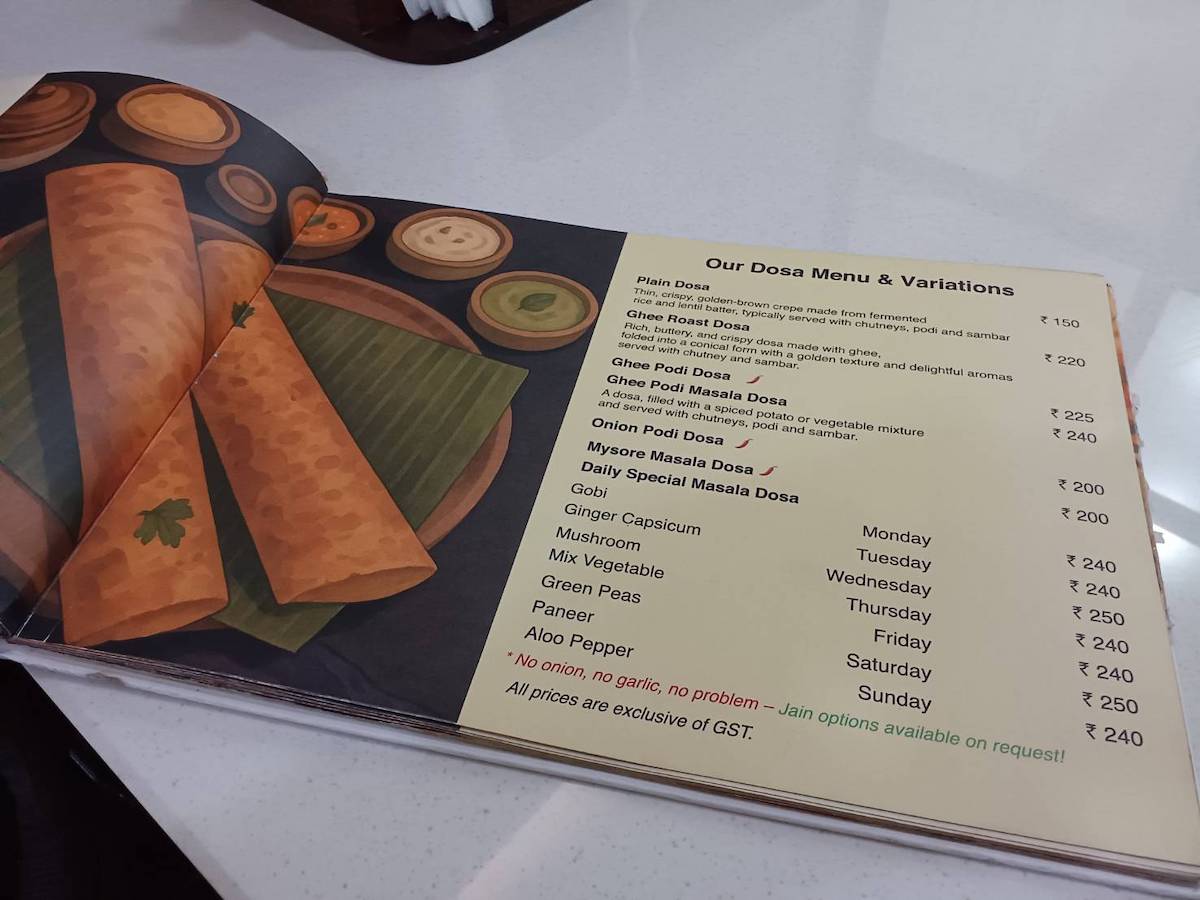 Our Dosa Menu & Variations
Plain Dosa ₹ 150
Thin, crispy, golden-brown crepe made from fermented
rice and lentil batter, typically served with chutneys, podi and sambar
Ghee Roast Dosa ₹ 220
Rich, buttery, and crispy dosa made with ghee,
folded into a conical form with a golden texture and delightful aromas
served with chutney and sambar.
Ghee Podi Dosa ₹ 225
Ghee Podi Masala Dosa ₹ 240
A dosa, filled with a spiced potato or vegetable mixture
and served with chutneys, podi and sambar.
Onion Podi Dosa ₹ 200
Mysore Masala Dosa ₹ 200
Daily Special Masala Dosa
Gobi Monday ₹ 240
Ginger Capsicum Tuesday ₹ 240
Mushroom Wednesday ₹ 250
Mix Vegetable Thursday ₹ 240
Green Peas Friday ₹ 240
Paneer Saturday ₹ 250
Aloo Pepper Sunday ₹ 240
* No onion, no garlic, no problem – Jain options available on request!
All prices are exclusive of GST.